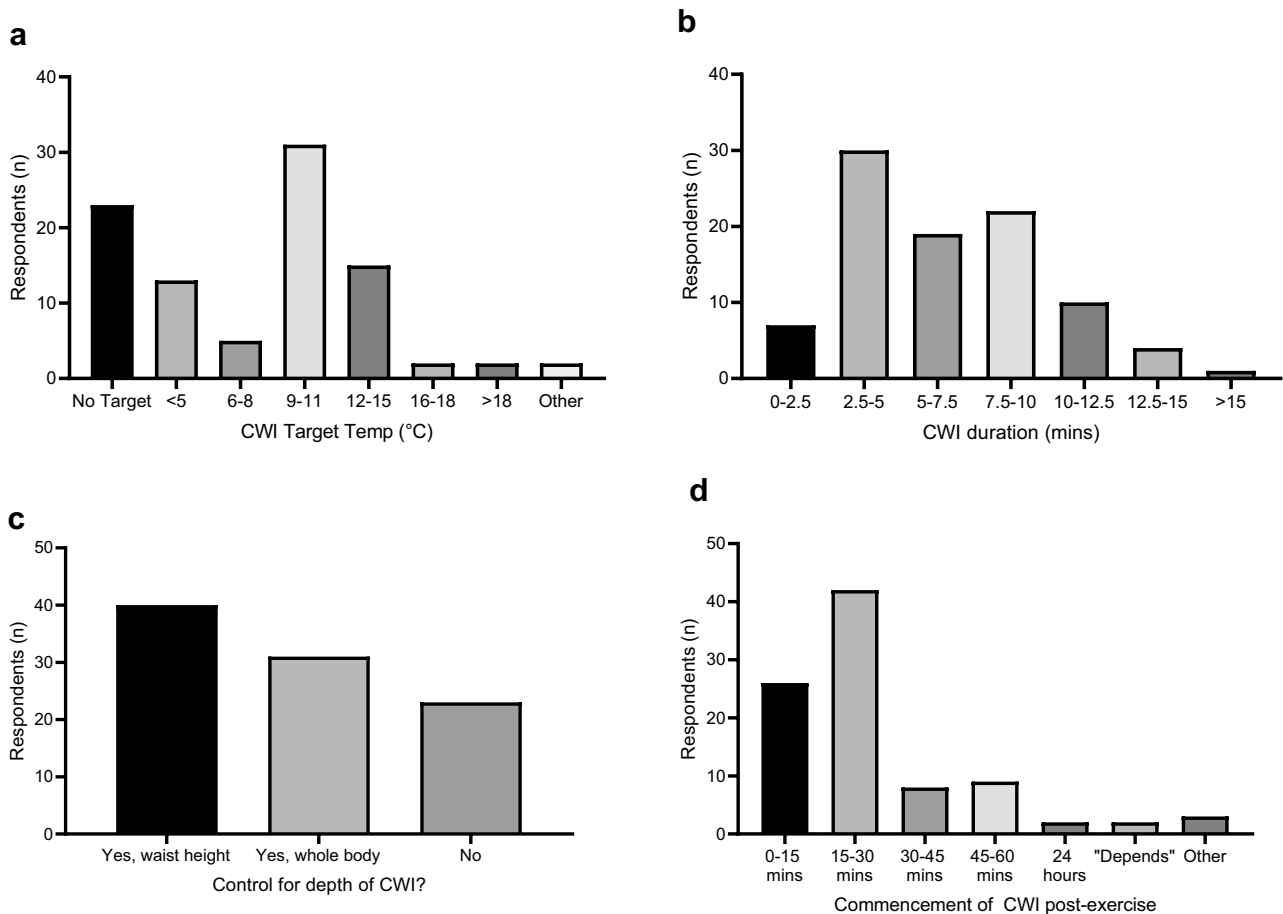 a
40
30
20
10
0
Respondents (n)
No Target <5 6-8 9-11 12-15 16-18 >18 Other
CWI Target Temp (°C)
b
40
30
20
10
0
Respondents (n)
0-2.5 2.5-5 5-7.5 7.5-10 10-12.5 12.5-15 >15
CWI duration (mins)
c
50
40
30
20
10
0
Respondents (n)
Yes, waist height Yes, whole body No
Control for depth of CWI?
d
50
40
30
20
10
0
Respondents (n)
0-15 15-30 30-45 45-60 24 "Depends" Other
mins mins mins mins hours
Commencement of CWI post-exercise